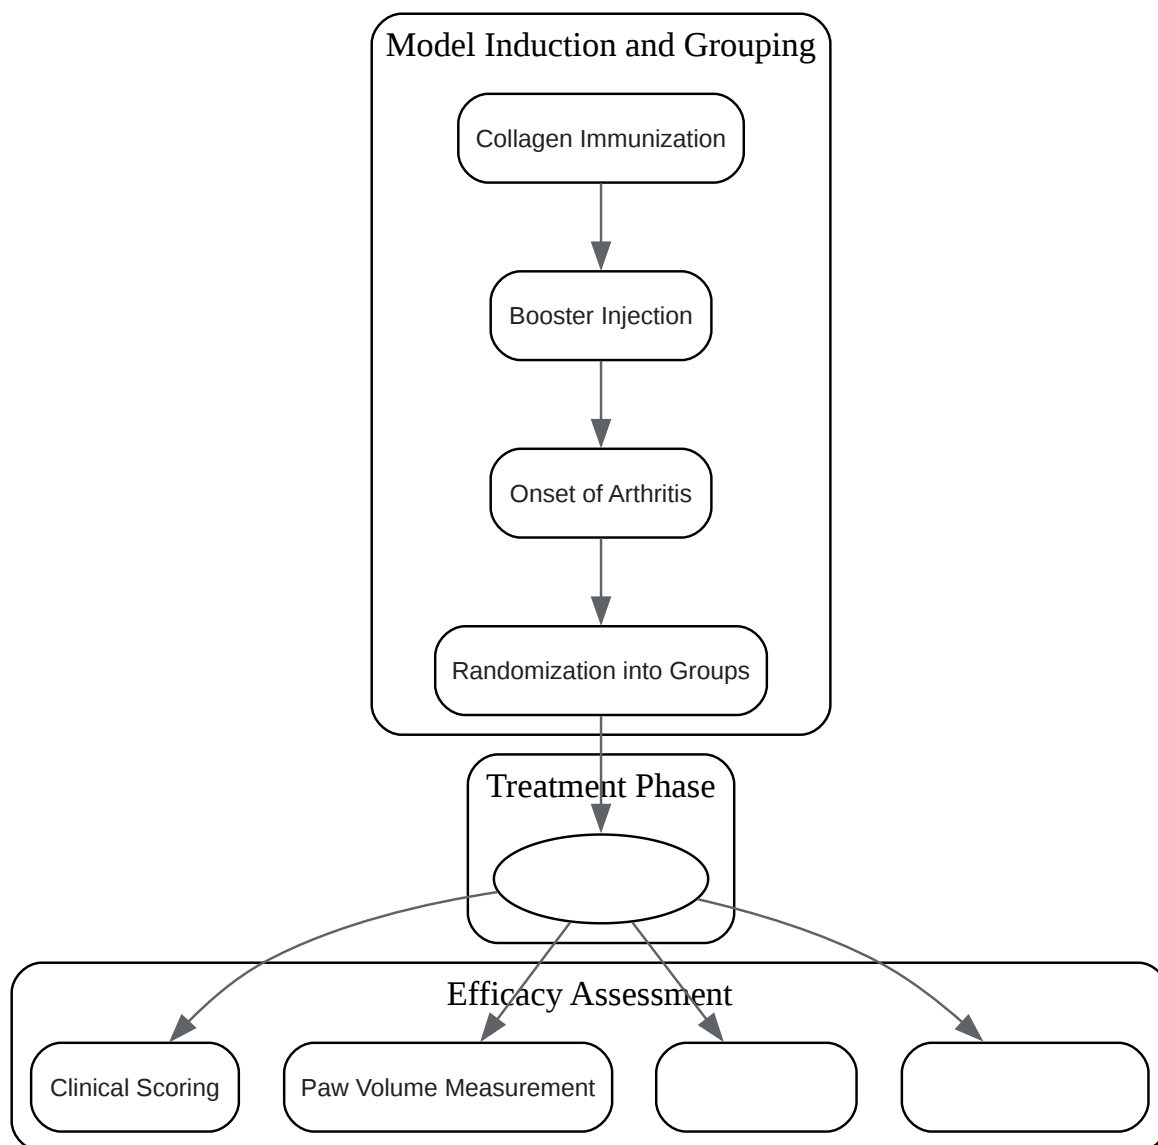 Model Induction and Grouping
Collagen Immunization
Booster Injection
Onset of Arthritis
Randomization into Groups
Treatment Phase
Efficacy Assessment
Clinical Scoring
Paw Volume Measurement